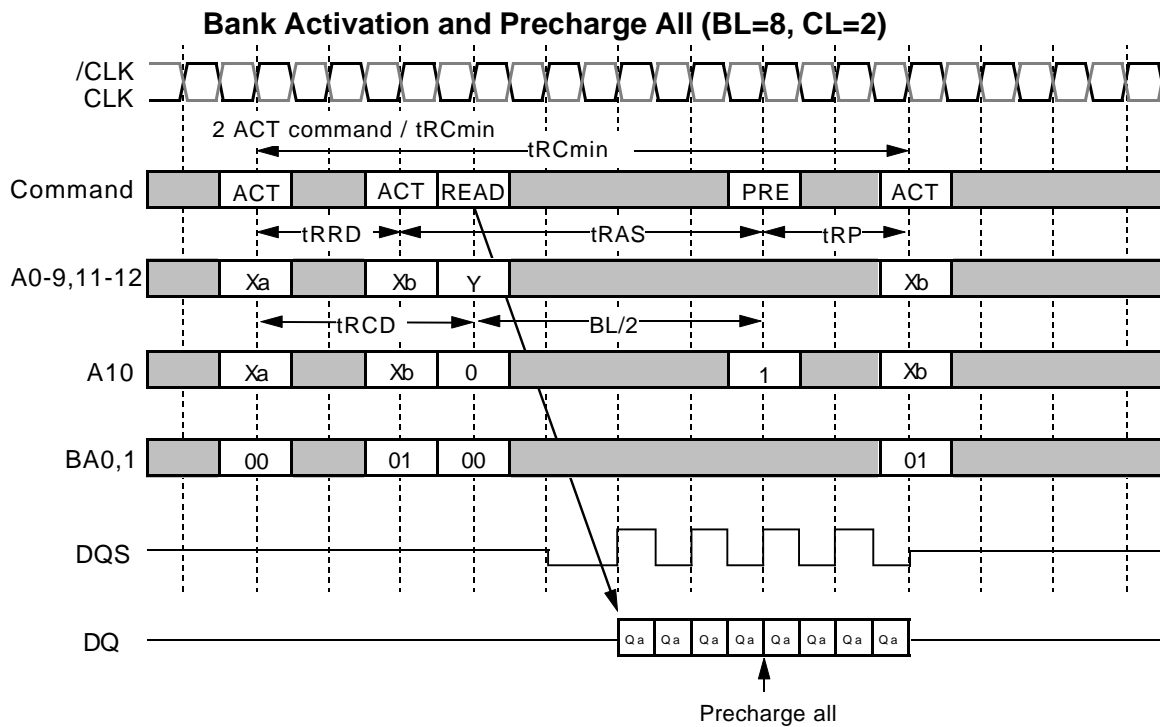 Bank Activation and Precharge All (BL=8, CL=2)
/CLK
CLK
2 ACT command / tRCmin
tRCmin
Command ACT ACT READ PRE ACT
tRRD tRAS tRP
A0-9,11-12 Xa Xb Y Xb
tRCD BL/2
A10 Xa Xb 0 1 Xb
BA0,1 00 01 00 01
DQS
DQ Qa Qa Qa Qa Qa Qa Qa Qa
Precharge all